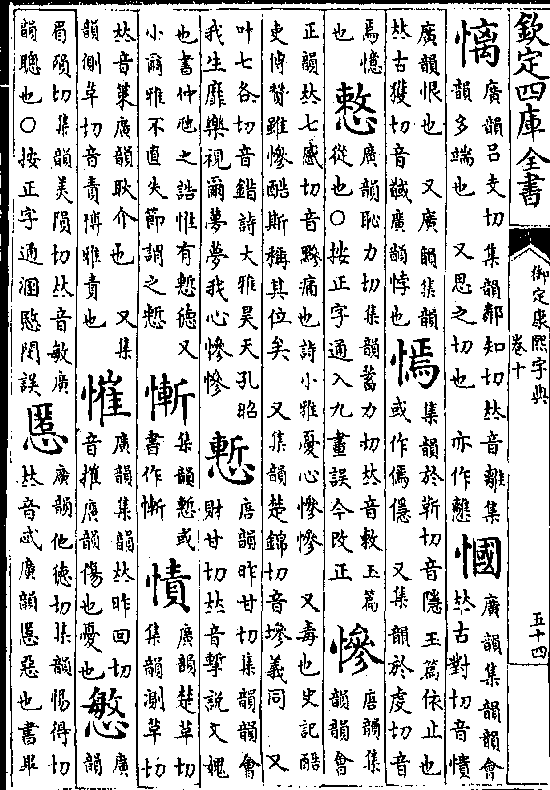 欽定四庫全書
御定康熙字典
卷十
五十四
廣韻吕支切集韻鄰知切𠀤音離集
韻多端也 又思之切也 亦作
慖
廣韻集韻韻會
𠀤古對切音憒
廣韻恨也 又廣韻集韻
𠀤古獲切音馘廣韻悖也
集韻於靳切音隱玉篇依止也
或作㒚隱 又集韻於虔切音
焉憶
也
慗
廣韻恥力切集韻蓄力切𠀤音敕玉篇
從也○按正字通入九畫誤今改正
慘
唐韻集
韻韻會
正韻𠀤七感切音黲痛也詩小雅憂心慘慘 又毒也史記酷
吏傳贊雖慘酷斯稱其位矣 又集韻楚錦切音墋義同 又
叶七各切音錯詩大雅昊天孔昭
我生靡樂視爾夢夢我心慘慘
慙
唐韻昨甘切集韻韻會
財甘切𠀤音摲說文媿
也書仲虺之誥惟有慙德又
小爾雅不直失節謂之慙
慚
集韻慙或
書作慚
廣韻楚革切
集韻測革切
𠀤音策廣韻耿介也 又集
韻側革切音責博雅責也
慛
廣韻集韻𠀤昨回切
音摧廣韻傷也憂也
慜
廣
韻
眉隕切集韻美隕切𠀤音敏廣
韻聰也○按正字通溷愍閔誤
慝
廣韻他德切集韻惕得切
𠀤音忒廣韻慝惡也書畢